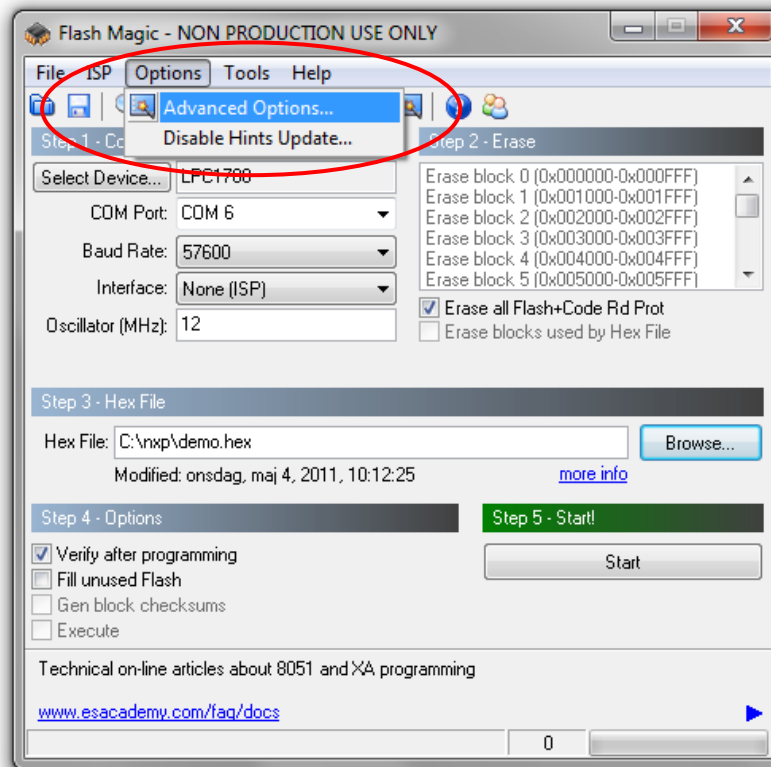 Flash Magic - NON PRODUCTION USE ONLY
File ISP Options Tools Help
Advanced Options...
Disable Hints Update...
Step 1 - Co
Step 2 - Erase
Select Device... LPC1788
Erase block 0 (0x000000-0x000FFF)
Erase block 1 (0x001000-0x001FFF)
Erase block 2 (0x002000-0x002FFF)
Erase block 3 (0x003000-0x003FFF)
Erase block 4 (0x004000-0x004FFF)
Erase block 5 (0x005000-0x005FFF)
COM Port: COM 6
Baud Rate: 57600
Interface: None (ISP)
Oscillator (MHz): 12
Erase all Flash+Code Rd Prot
Erase blocks used by Hex File
Step 3 - Hex File
Hex File: C:\nxp\demo.hex Browse...
Modified: onsdag, maj 4, 2011, 10:12:25 more info
Step 4 - Options
Step 5 - Start!
Verify after programming
Fill unused Flash
Gen block checksums
Execute
Start
Technical on-line articles about 8051 and XA programming
www.esacademy.com/faq/docs
0